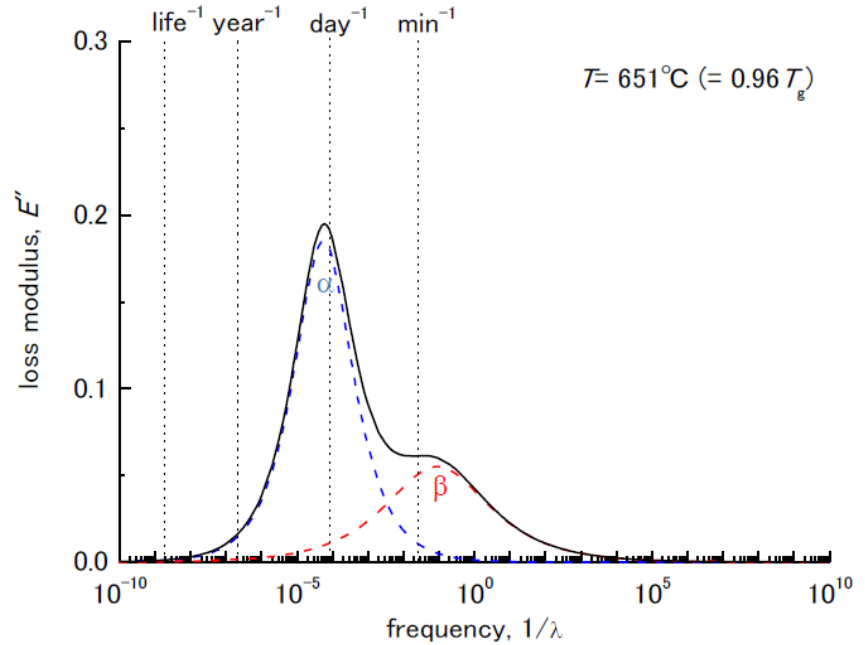 life⁻¹ year⁻¹ day⁻¹ min⁻¹
T= 651°C (= 0.96 T_g)
loss modulus, E″
0.3
0.2
0.1
0.0
α
β
10⁻¹⁰ 10⁻⁵ 10⁰ 10⁵ 10¹⁰
frequency, 1/λ